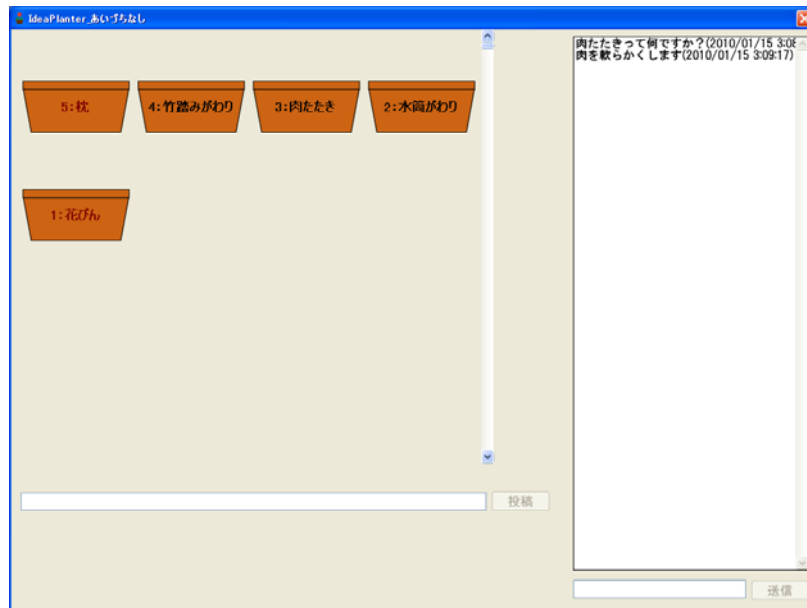 IdeaPlanter_あいづちなし
5:枕
4:竹踏みがわり
3:肉たたき
2:水筒がわり
1:花びん
投稿
肉たたきって何ですか?(2010/01/15 3:08
肉を軟らかくします(2010/01/15 3:09:17)
送信